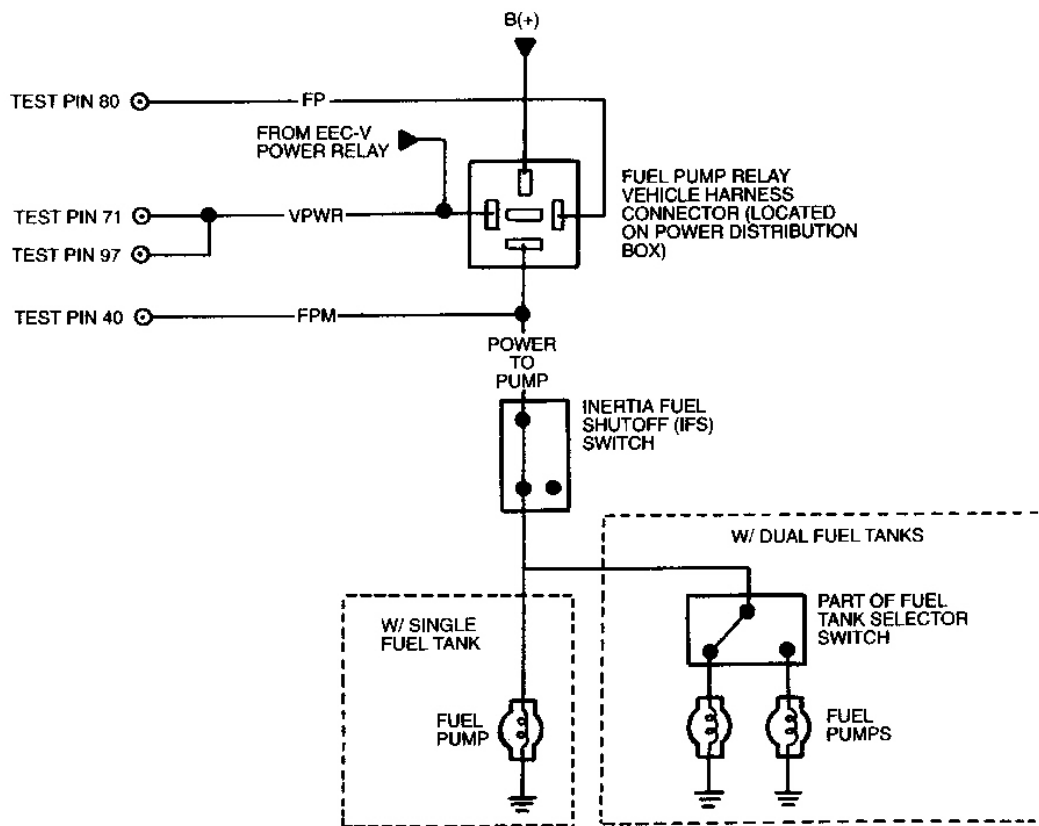 B(+)
TEST PIN 80
FP
FROM EEC-V
POWER RELAY
FUEL PUMP RELAY
VEHICLE HARNESS
CONNECTOR (LOCATED
ON POWER DISTRIBUTION
BOX)
TEST PIN 71
VPWR
TEST PIN 97
TEST PIN 40
FPM
POWER
TO
PUMP
INERTIA FUEL
SHUTOFF (IFS)
SWITCH
W/ DUAL FUEL TANKS
W/ SINGLE
FUEL TANK
PART OF FUEL
TANK SELECTOR
SWITCH
FUEL
PUMP
FUEL
PUMPS